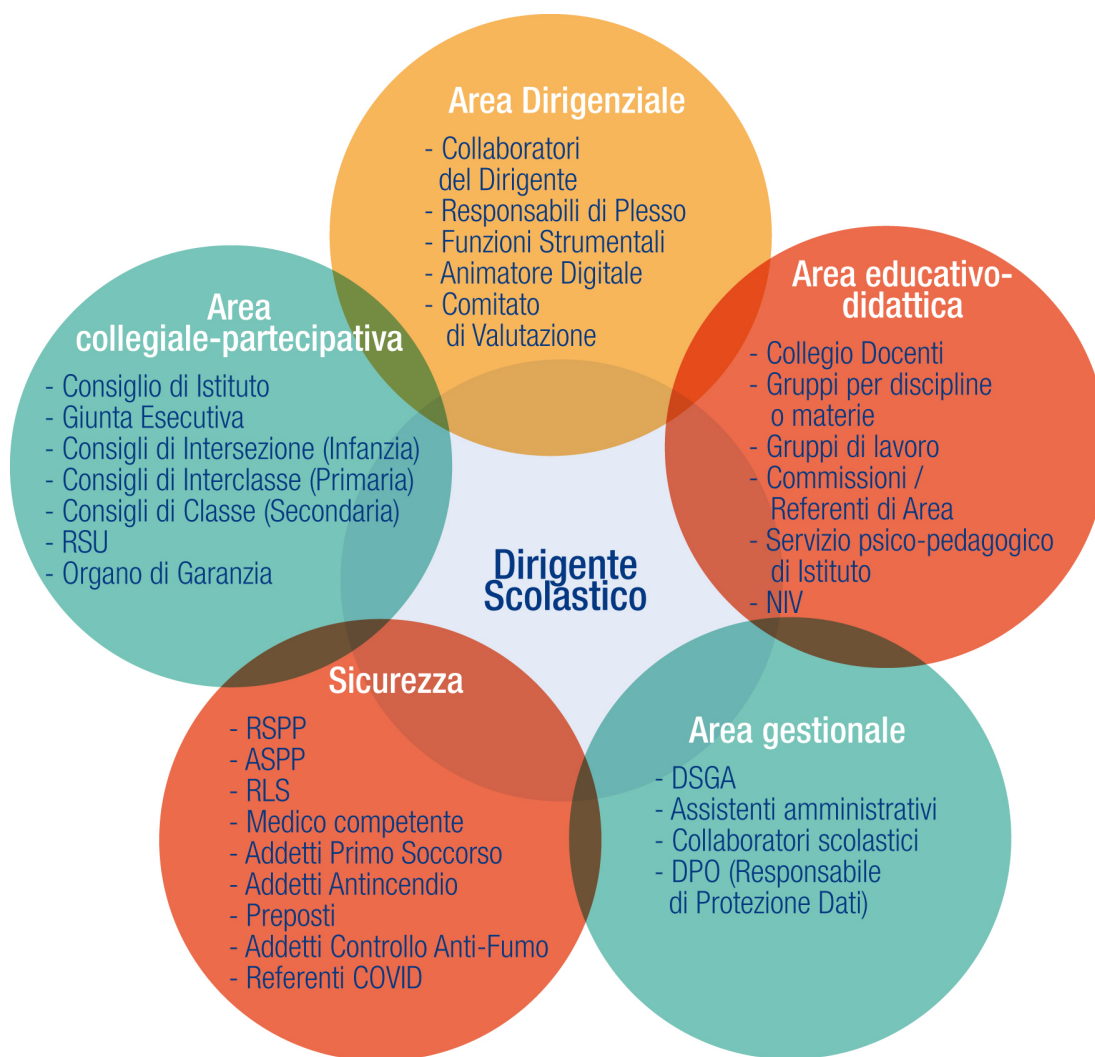 Area Dirigenziale
- Collaboratori
del Dirigente
- Responsabili di Plesso
- Funzioni Strumentali
- Animatore Digitale
- Comitato
di Valutazione
Area educativo-
didattica
- Collegio Docenti
- Gruppi per discipline
o materie
- Gruppi di lavoro
- Commissioni /
Referenti di Area
- Servizio psico-pedagogico
di Istituto
- NIV
Area
collegiale-partecipativa
- Consiglio di Istituto
- Giunta Esecutiva
- Consigli di Intersezione (Infanzia)
- Consigli di Interclasse (Primaria)
- Consigli di Classe (Secondaria)
- RSU
- Organo di Garanzia
Dirigente
Scolastico
Sicurezza
- RSPP
- ASPP
- RLS
- Medico competente
- Addetti Primo Soccorso
- Addetti Antincendio
- Preposti
- Addetti Controllo Anti-Fumo
- Referenti COVID
Area gestionale
- DSGA
- Assistenti amministrativi
- Collaboratori scolastici
- DPO (Responsabile
di Protezione Dati)